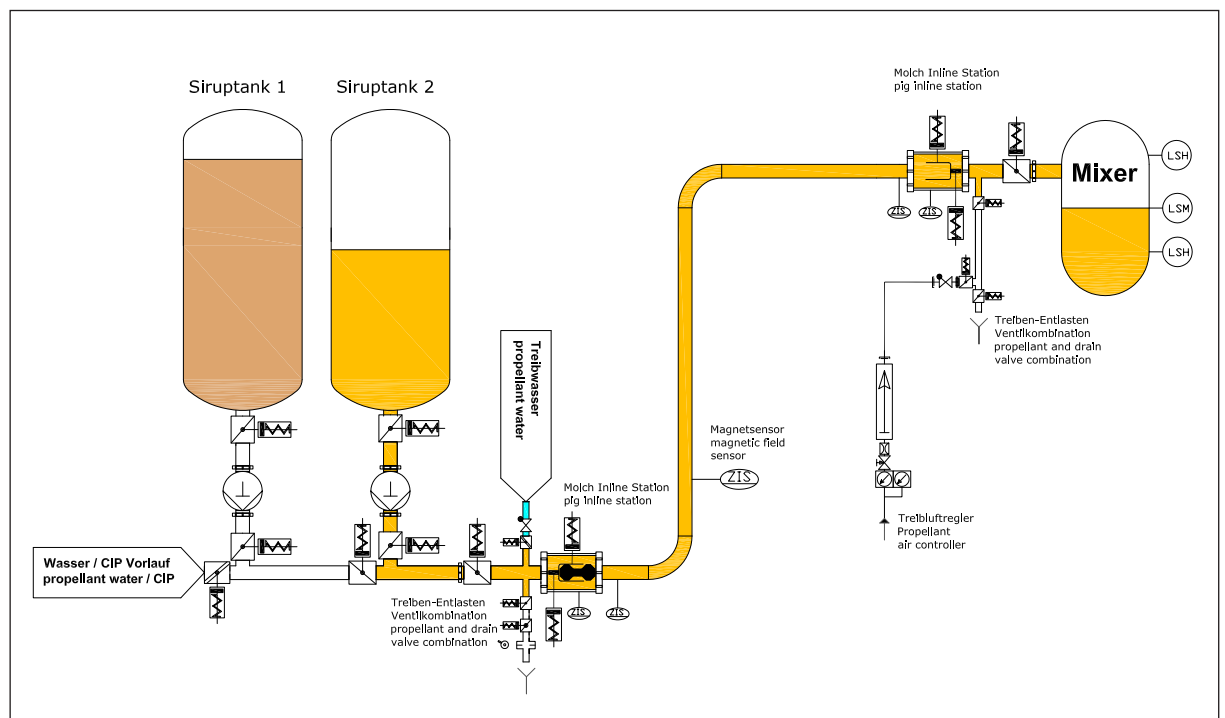 Siruptank 1
Siruptank 2
Molch Inline Station
pig inline station
Mixer
LSH
LSM
LSH
ZIS
ZIS
Treiben-Entlasten
Ventilkombination
propellant and drain
valve combination
Treibwasser
propellant water
Magnetsensor
magnetic field
sensor
ZIS
Molch Inline Station
pig inline station
Treibluftregler
Propellant
air controller
Wasser / CIP Vorlauf
propellant water / CIP
Treiben-Entlasten
Ventilkombination
propellant and drain
valve combination
ZIS
ZIS